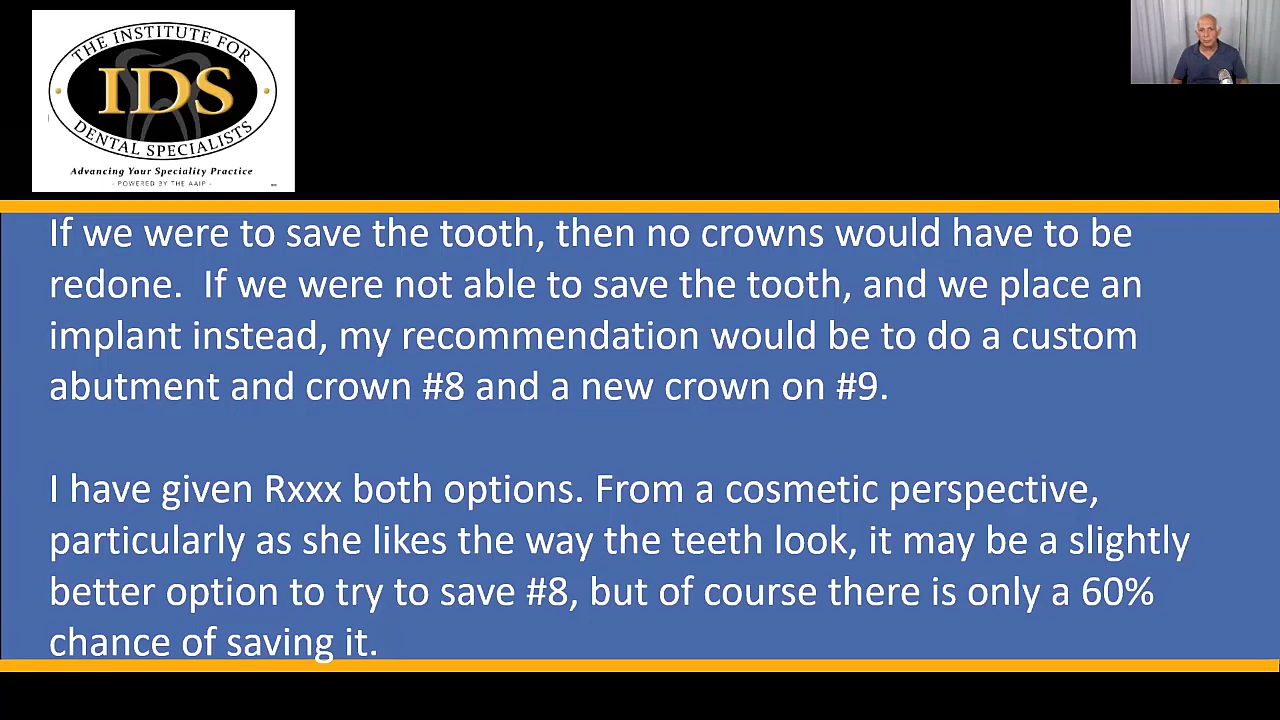 THE INSTITUTE FOR
IDS
DENTAL SPECIALISTS
Advancing Your Speciality Practice
- POWERED BY THE AAIP -
If we were to save the tooth, then no crowns would have to be
redone.  If we were not able to save the tooth, and we place an
implant instead, my recommendation would be to do a custom
abutment and crown #8 and a new crown on #9.
I have given Rxxx both options. From a cosmetic perspective,
particularly as she likes the way the teeth look, it may be a slightly
better option to try to save #8, but of course there is only a 60%
chance of saving it.